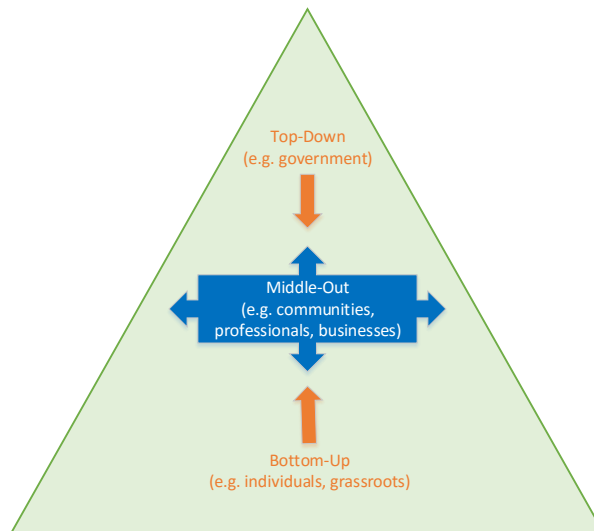 Top-Down
(e.g. government)
Middle-Out
(e.g. communities,
professionals, businesses)
Bottom-Up
(e.g. individuals, grassroots)